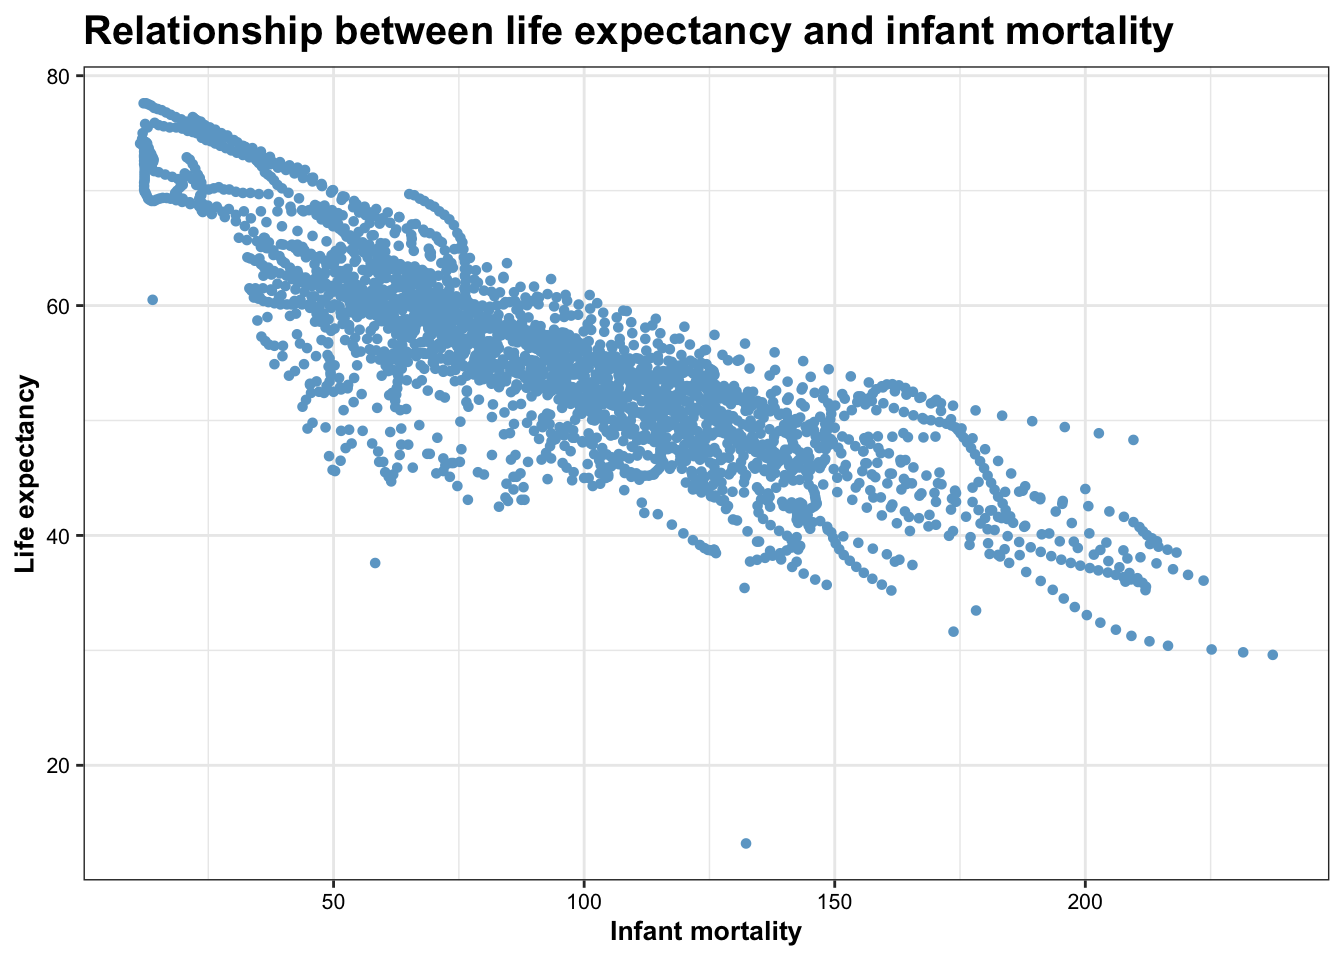 Relationship between life expectancy and infant mortality
80
60
40
20
Life expectancy
50 100 150 200
Infant mortality